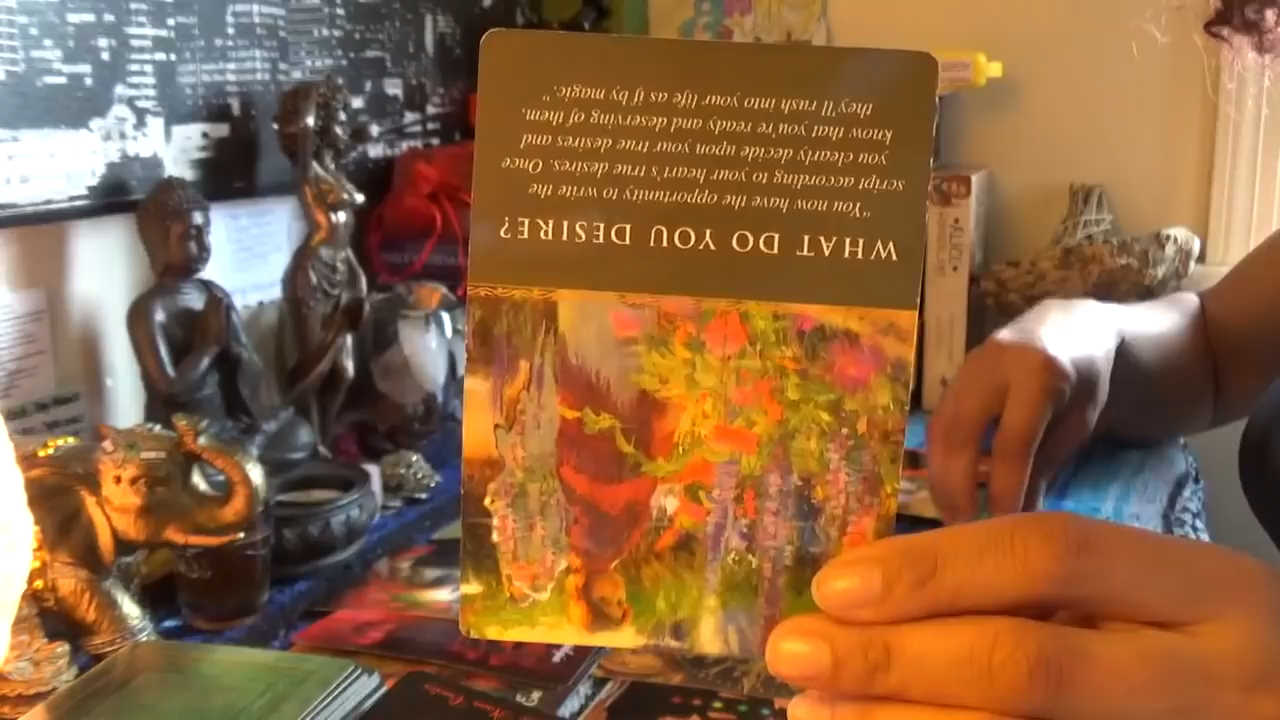 WHAT DO YOU DESIRE?
"You now have the opportunity to write the
script according to your heart's true desires. Once
you clearly decide upon your true desires and
know that you're ready and deserving of them,
they'll rush into your life as if by magic."